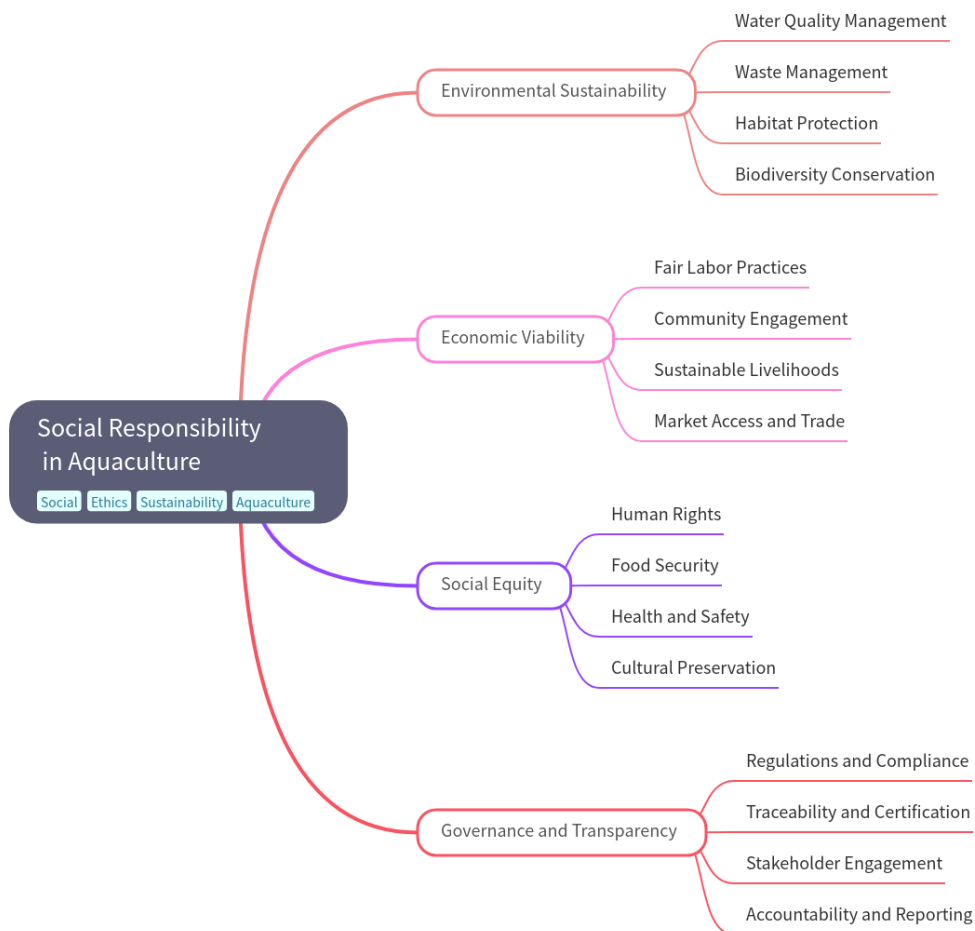 Water Quality Management
Waste Management
Environmental Sustainability
Habitat Protection
Biodiversity Conservation
Fair Labor Practices
Community Engagement
Economic Viability
Sustainable Livelihoods
Market Access and Trade
Social Responsibility
in Aquaculture
Social Ethics Sustainability Aquaculture
Human Rights
Food Security
Social Equity
Health and Safety
Cultural Preservation
Regulations and Compliance
Traceability and Certification
Governance and Transparency
Stakeholder Engagement
Accountability and Reporting